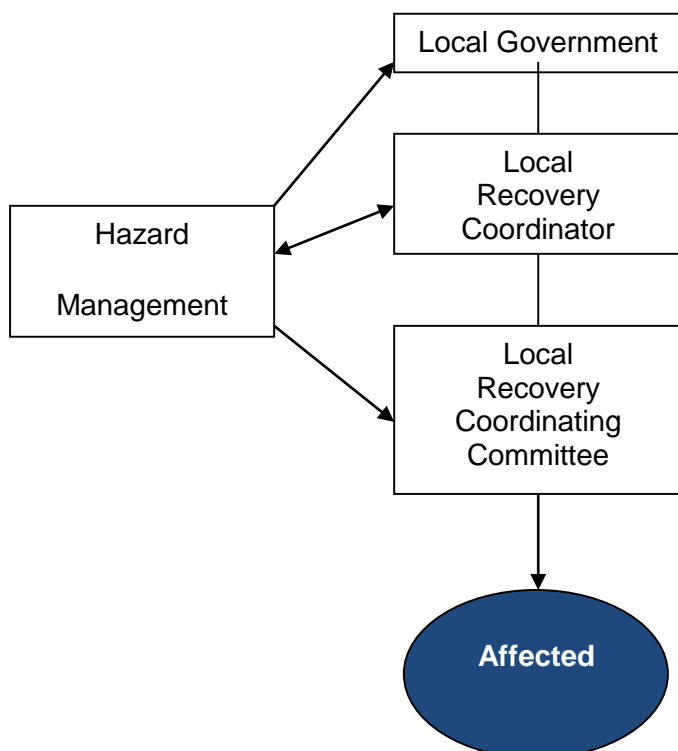 Local Government
Local
Recovery
Coordinator
Hazard
Management
Local
Recovery
Coordinating
Committee
Affected